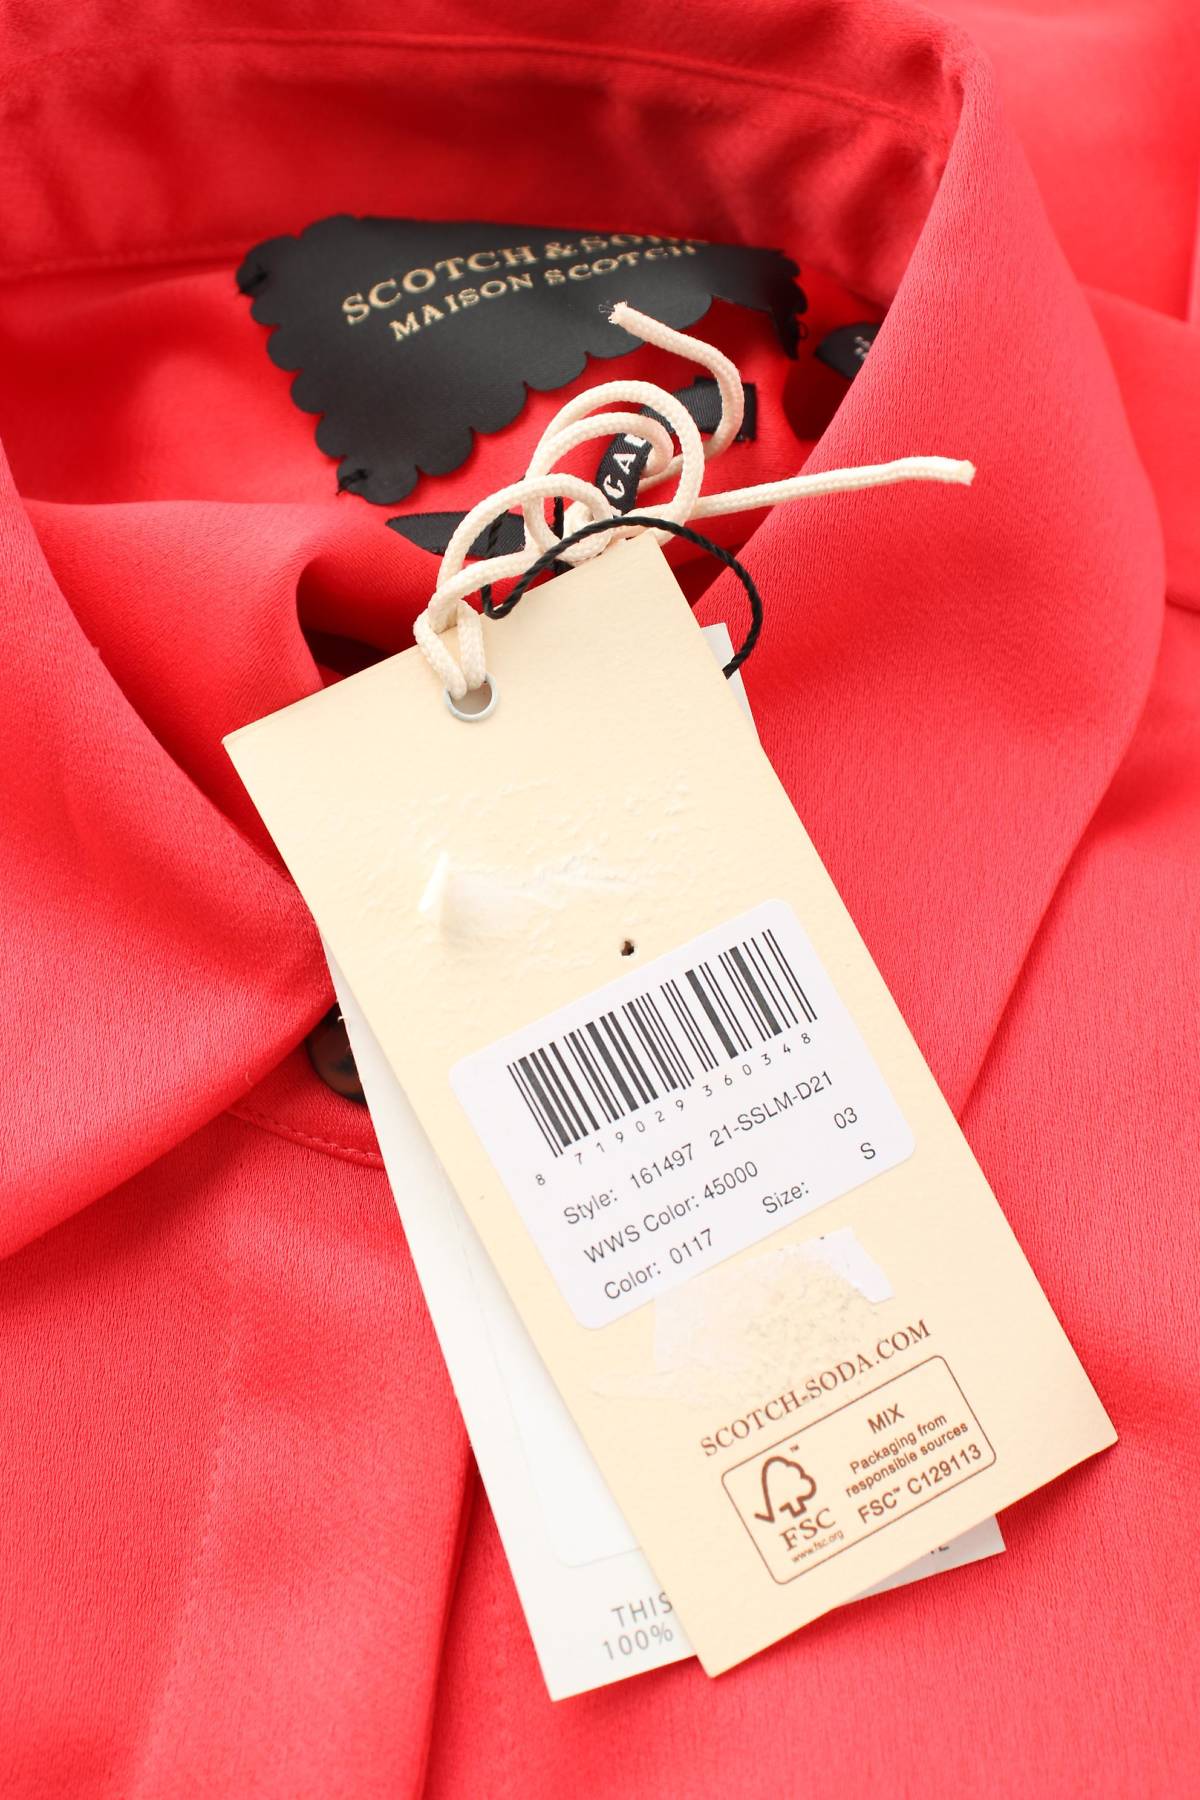 SCOTCH & SODA
MAISON SCOTCH
8 719029 360348
Style: 161497 21-SSLM-D21
WWS Color: 45000 03
Color: 0117 Size: S
SCOTCH-SODA.COM
MIX
Packaging from
responsible sources
FSC™ C129113
FSC
www.fsc.org
THIS
100%